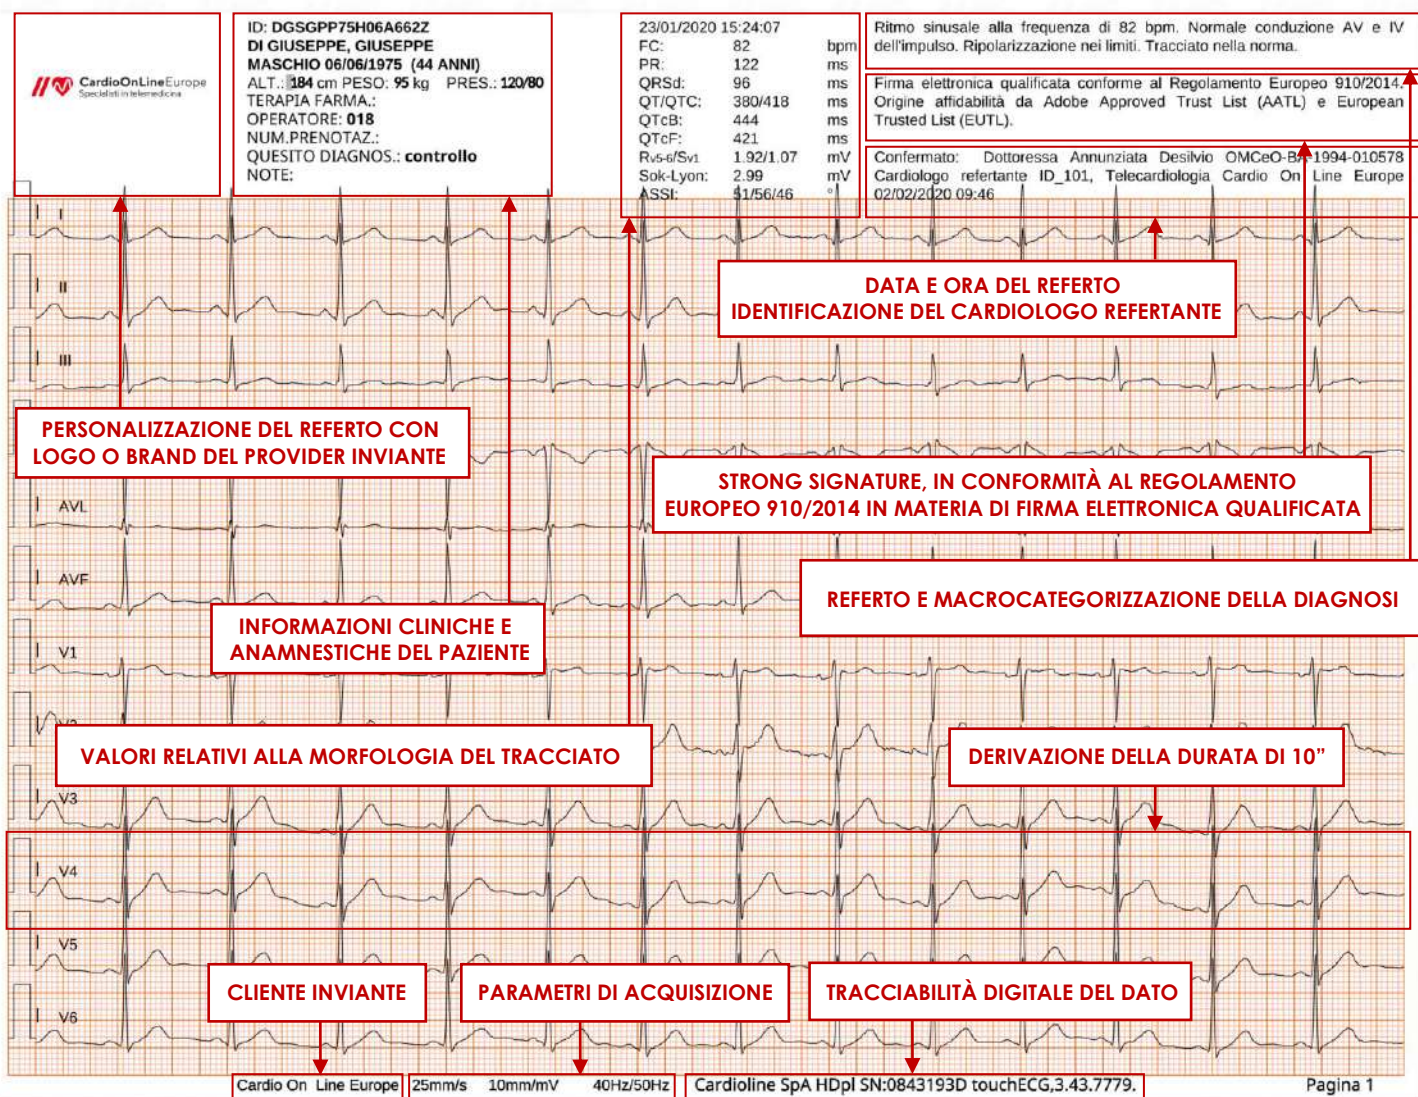 CardioOnLineEurope
Specialisti in telemedicina
ID: DGSGPP75H06A662Z
DI GIUSEPPE, GIUSEPPE
MASCHIO 06/06/1975 (44 ANNI)
ALT.: 184 cm PESO: 95 kg PRES.: 120/80
TERAPIA FARMA.:
OPERATORE: 018
NUM.PRENOTAZ.:
QUESITO DIAGNOS.: controllo
NOTE:
23/01/2020 15:24:07
FC: 82 bpm
PR: 122 ms
QRSd: 96 ms
QT/QTC: 380/418 ms
QTcB: 444 ms
QTcF: 421 ms
Rv5-6/Sv1 1.92/1.07 mV
Sok-Lyon: 2.99 mV
ASSI: 51/56/46 °
Ritmo sinusale alla frequenza di 82 bpm. Normale conduzione AV e IV
dell'impulso. Ripolarizzazione nei limiti. Tracciato nella norma.
Firma elettronica qualificata conforme al Regolamento Europeo 910/2014.
Origine affidabilità da Adobe Approved Trust List (AATL) e European
Trusted List (EUTL).
Confermato: Dottoressa Annunziata Desilvio OMCeO-BA-1994-010578
Cardiologo refertante ID_101, Telecardiologia Cardio On Line Europe
02/02/2020 09:46
I
II
DATA E ORA DEL REFERTO
IDENTIFICAZIONE DEL CARDIOLOGO REFERTANTE
III
PERSONALIZZAZIONE DEL REFERTO CON
LOGO O BRAND DEL PROVIDER INVIANTE
STRONG SIGNATURE, IN CONFORMITÀ AL REGOLAMENTO
EUROPEO 910/2014 IN MATERIA DI FIRMA ELETTRONICA QUALIFICATA
AVL
AVF
REFERTO E MACROCATEGORIZZAZIONE DELLA DIAGNOSI
INFORMAZIONI CLINICHE E
ANAMNESTICHE DEL PAZIENTE
V1
V2
VALORI RELATIVI ALLA MORFOLOGIA DEL TRACCIATO
DERIVAZIONE DELLA DURATA DI 10”
V3
V4
V5
CLIENTE INVIANTE
PARAMETRI DI ACQUISIZIONE
TRACCIABILITÀ DIGITALE DEL DATO
V6
Cardio On Line Europe 25mm/s 10mm/mV 40Hz/50Hz Cardioline SpA HDpl SN:0843193D touchECG,3.43.7779. Pagina 1